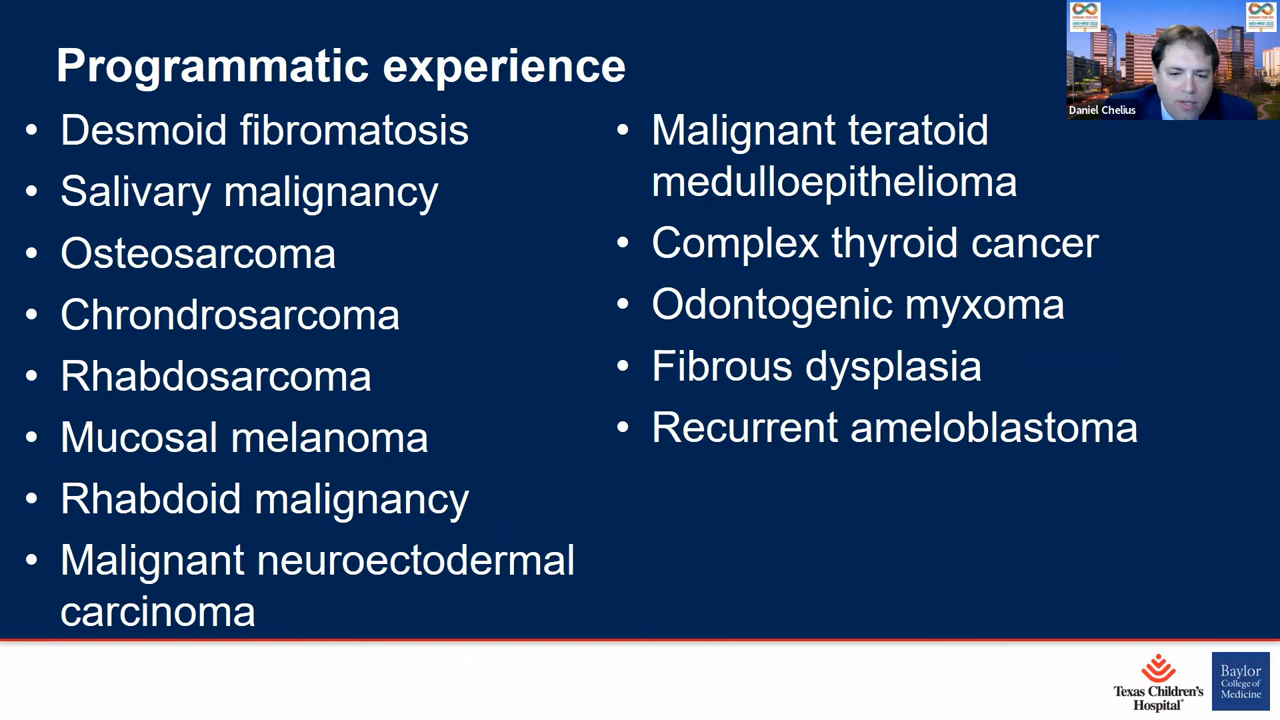 Programmatic experience
• Desmoid fibromatosis
• Salivary malignancy
• Osteosarcoma
• Chrondrosarcoma
• Rhabdosarcoma
• Mucosal melanoma
• Rhabdoid malignancy
• Malignant neuroectodermal
carcinoma
• Malignant teratoid
medulloepithelioma
• Complex thyroid cancer
• Odontogenic myxoma
• Fibrous dysplasia
• Recurrent ameloblastoma
Daniel Chelius
Texas Children's
Hospital
Baylor
College of
Medicine